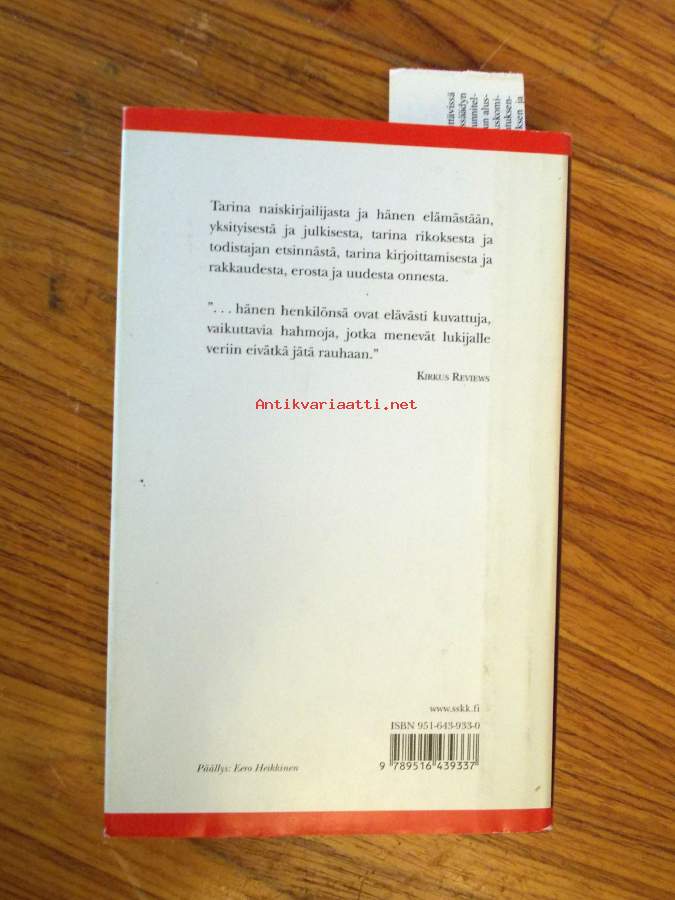 Tarina naiskirjailijasta ja hänen elämästään,
yksityisestä ja julkisesta, tarina rikoksesta ja
todistajan etsinnästä, tarina kirjoittamisesta ja
rakkaudesta, erosta ja uudesta onnesta.
”. . . hänen henkilönsä ovat elävästi kuvattuja,
vaikuttavia hahmoja, jotka menevät lukijalle
veriin eivätkä jätä rauhaan.”
Kirkus Reviews
Antikvariaatti.net
www.sskk.fi
ISBN 951-643-933-0
9 789516 439337
Päällys: Eero Heikkinen